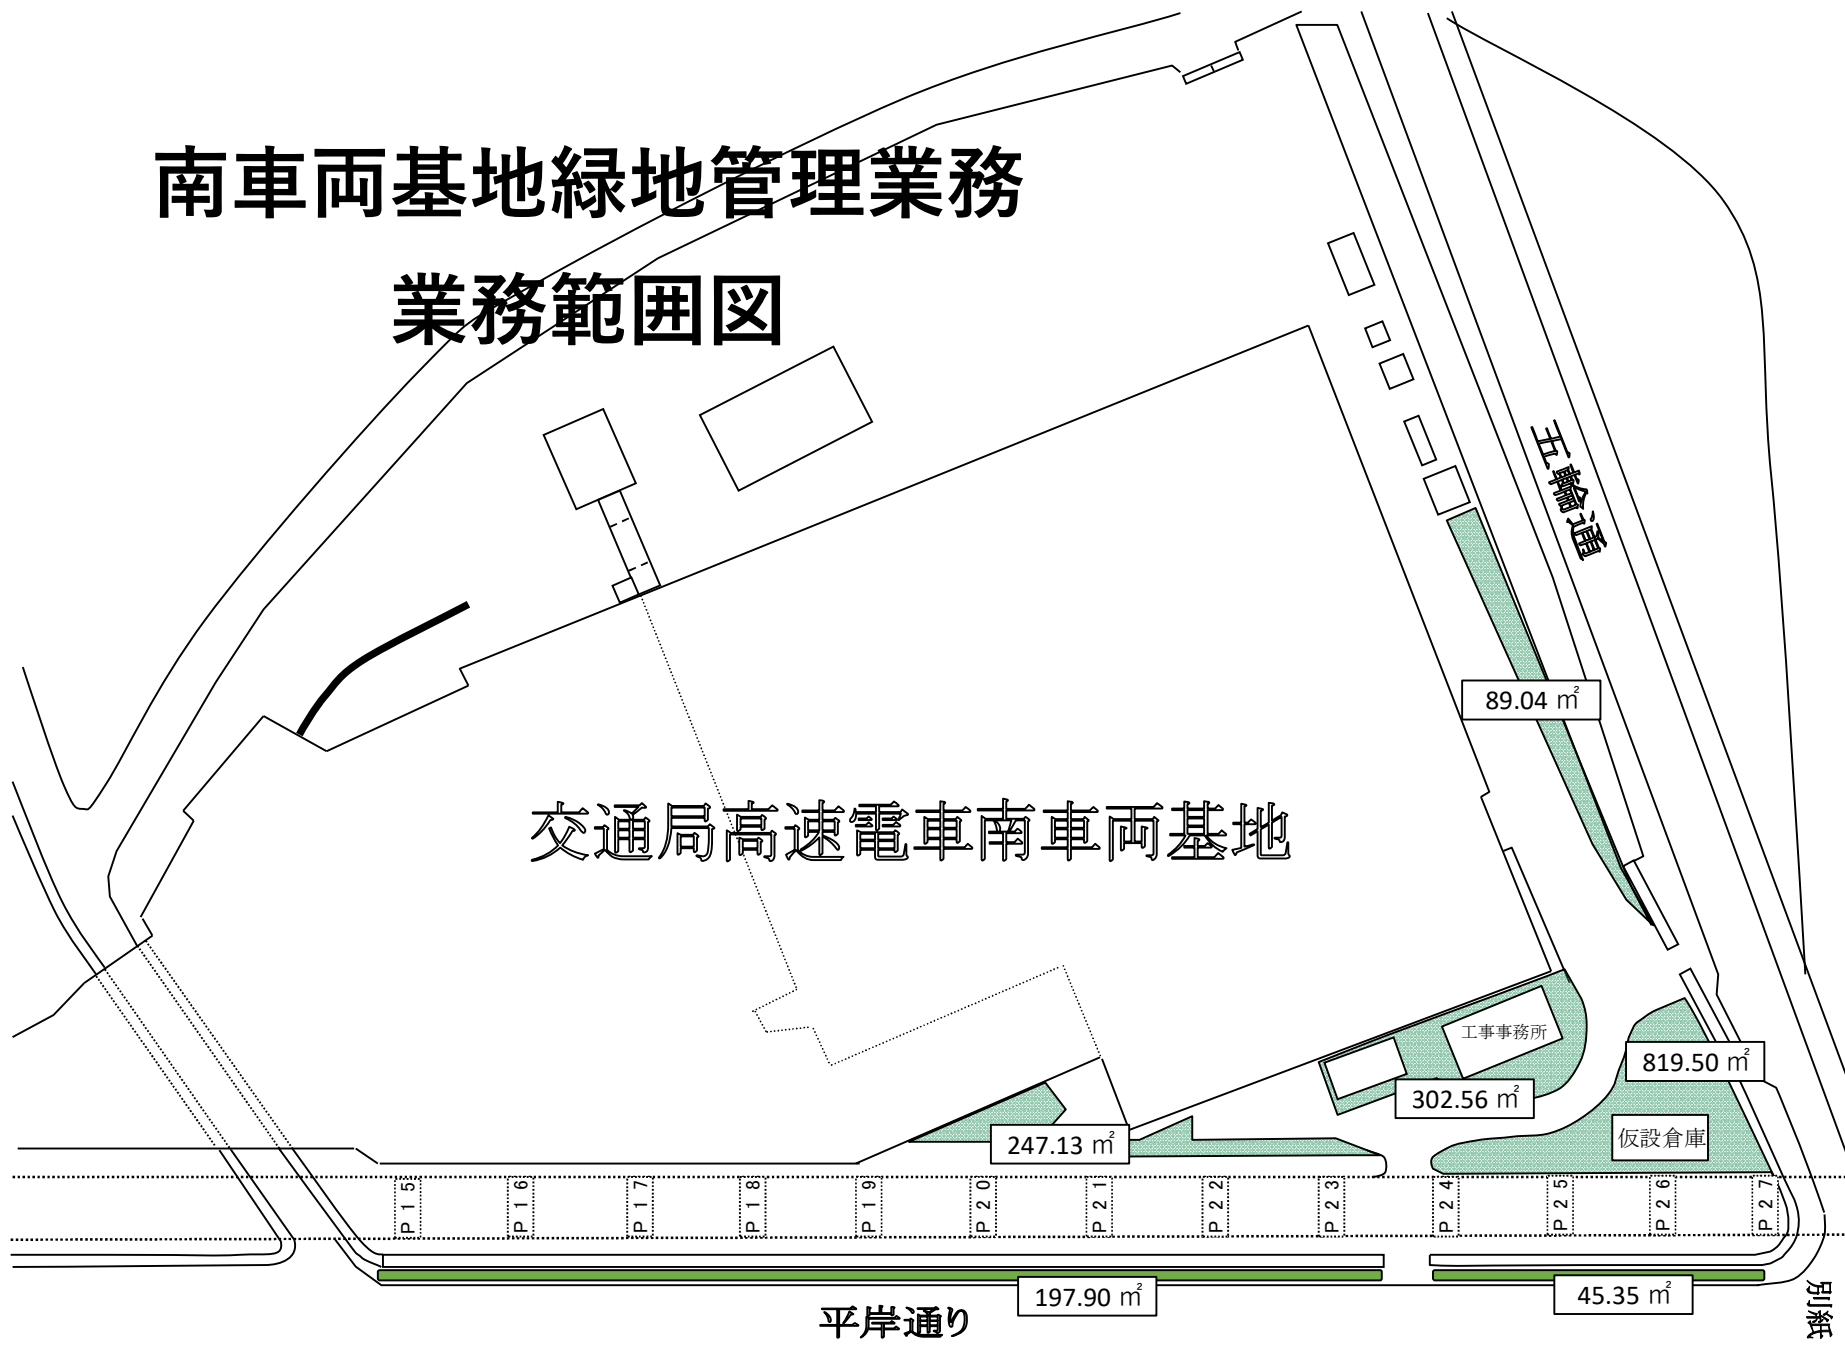 南車両基地緑地管理業務
業務範囲図
五輪通
89.04 ㎡
交通局高速電車南車両基地
工事事務所
819.50 ㎡
302.56 ㎡
仮設倉庫
247.13 ㎡
P15
P16
P17
P18
P19
P20
P21
P22
P23
P24
P25
P26
P27
197.90 ㎡
45.35 ㎡
平岸通り
別紙